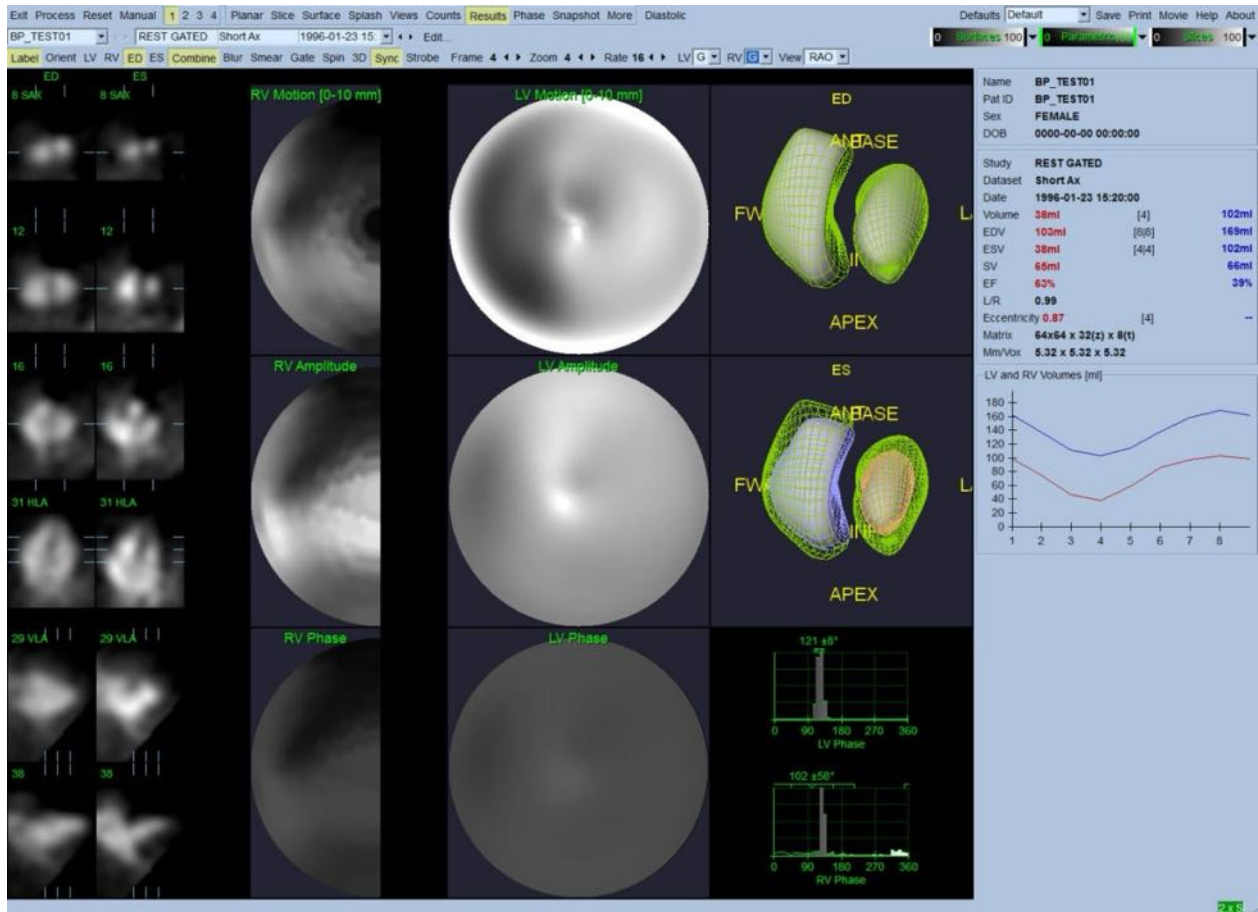 Exit Process Reset Manual 1 2 3 4 Planar Slice Surface Splash Views Counts Results Phase Snapshot More Diastolic Defaults Default Save Print Movie Help About
BP_TEST01 REST GATED Short Ax 1996-01-23 15: Edit... 0 Surfaces 100 0 Parametric 0 Slices 100
Label Orient LV RV ED ES Combine Blur Smear Gate Spin 3D Sync Strobe Frame 4 Zoom 4 Rate 16 LV G RV G View RAO
ED ES
8 SAX 8 SAX
12 12
16 16
31 HLA 31 HLA
29 VLA 29 VLA
38 38
RV Motion [0-10 mm] LV Motion [0-10 mm]
RV Amplitude LV Amplitude
RV Phase LV Phase
ED
ANT BASE
FW
APEX
ES
ANT BASE
FW
INF
APEX
121 ±8°
0 90 180 270 360
LV Phase
102 ±58°
0 90 180 270 360
RV Phase
Name BP_TEST01
Pat ID BP_TEST01
Sex FEMALE
DOB 0000-00-00 00:00:00
Study REST GATED
Dataset Short Ax
Date 1996-01-23 15:20:00
Volume 38ml [4] 102ml
EDV 103ml [8|8] 169ml
ESV 38ml [4|4] 102ml
SV 65ml 66ml
EF 63% 39%
L/R 0.99
Eccentricity 0.87 [4] --
Matrix 64x64 x 32(z) x 8(t)
Mm/Vox 5.32 x 5.32 x 5.32
LV and RV Volumes [ml]
180
160
140
120
100
80
60
40
20
0
1 2 3 4 5 6 7 8
2 x S